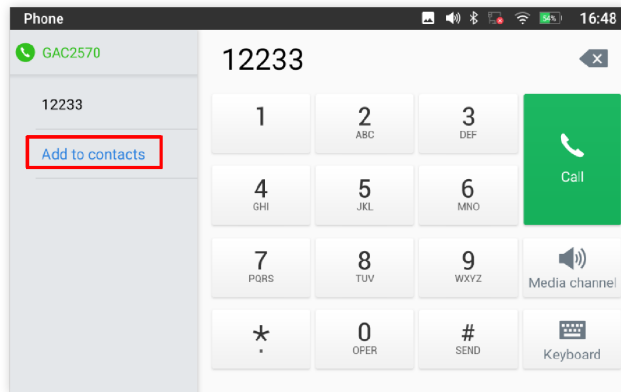 Phone
54%
16:48
GAC2570
12233
Add to contacts
12233
1
2
ABC
3
DEF
Call
4
GHI
5
JKL
6
MNO
7
PQRS
8
TUV
9
WXYZ
Media channel
*
.
0
OPER
#
SEND
Keyboard